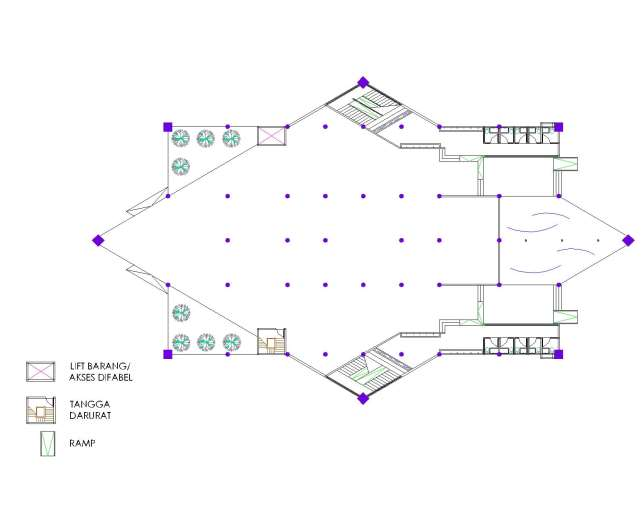 LIFT BARANG/
AKSES DIFABEL
TANGGA
DARURAT
RAMP